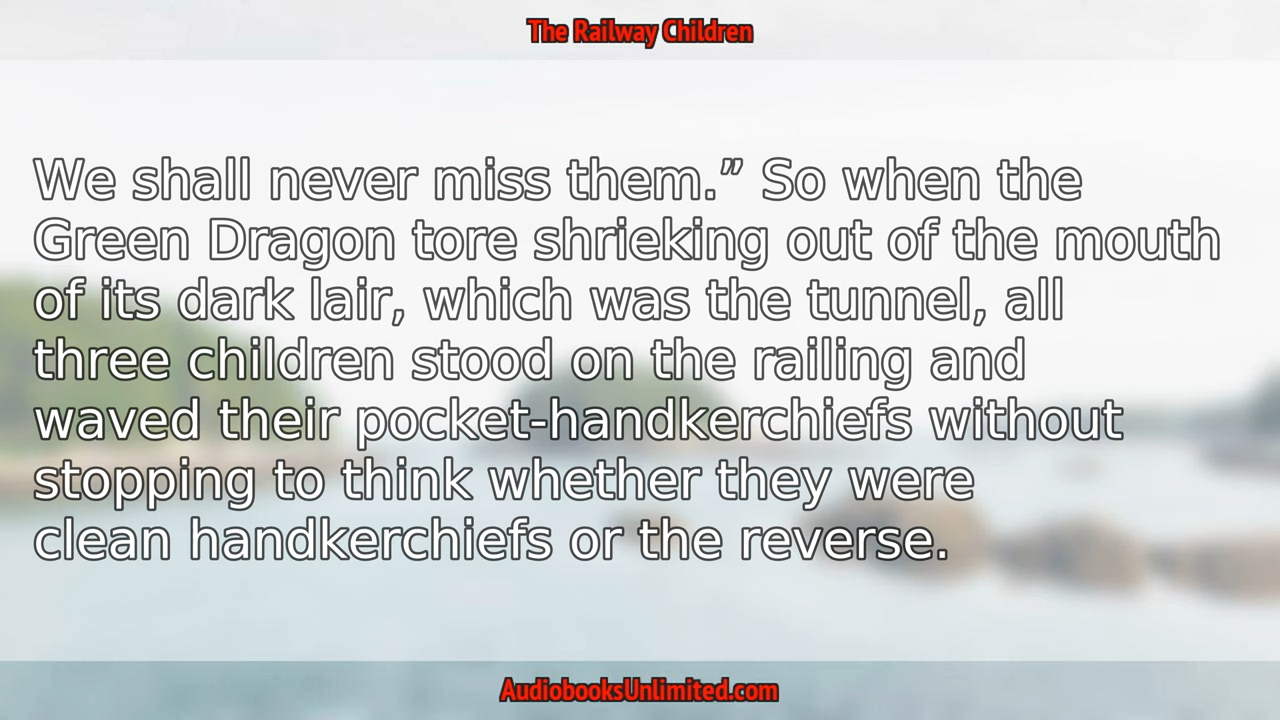 The Railway Children
We shall never miss them.” So when the
Green Dragon tore shrieking out of the mouth
of its dark lair, which was the tunnel, all
three children stood on the railing and
waved their pocket-handkerchiefs without
stopping to think whether they were
clean handkerchiefs or the reverse.
AudiobooksUnlimited.com